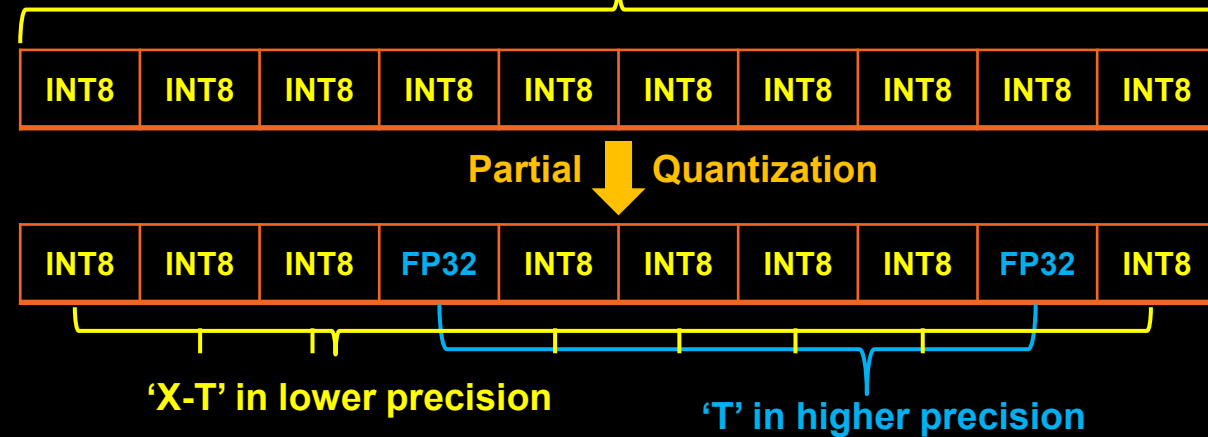 INT8 INT8 INT8 INT8 INT8 INT8 INT8 INT8 INT8 INT8
Partial Quantization
INT8 INT8 INT8 FP32 INT8 INT8 INT8 INT8 FP32 INT8
‘X-T’ in lower precision
‘T’ in higher precision